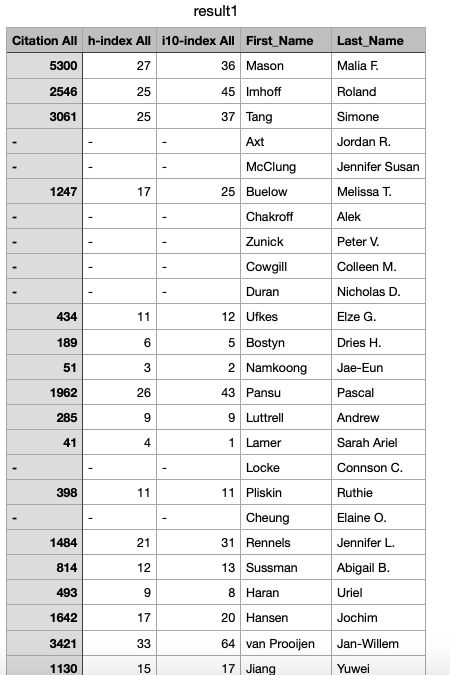 result1
Citation All h-index All i10-index All First_Name Last_Name
5300 27 36 Mason Malia F.
2546 25 45 Imhoff Roland
3061 25 37 Tang Simone
- - - Axt Jordan R.
- - - McClung Jennifer Susan
1247 17 25 Buelow Melissa T.
- - - Chakroff Alek
- - - Zunick Peter V.
- - - Cowgill Colleen M.
- - - Duran Nicholas D.
434 11 12 Ufkes Elze G.
189 6 5 Bostyn Dries H.
51 3 2 Namkoong Jae-Eun
1962 26 43 Pansu Pascal
285 9 9 Luttrell Andrew
41 4 1 Lamer Sarah Ariel
- - - Locke Connson C.
398 11 11 Pliskin Ruthie
- - - Cheung Elaine O.
1484 21 31 Rennels Jennifer L.
814 12 13 Sussman Abigail B.
493 9 8 Haran Uriel
1642 17 20 Hansen Jochim
3421 33 64 van Prooijen Jan-Willem
1130 15 17 Jiang Yuwei